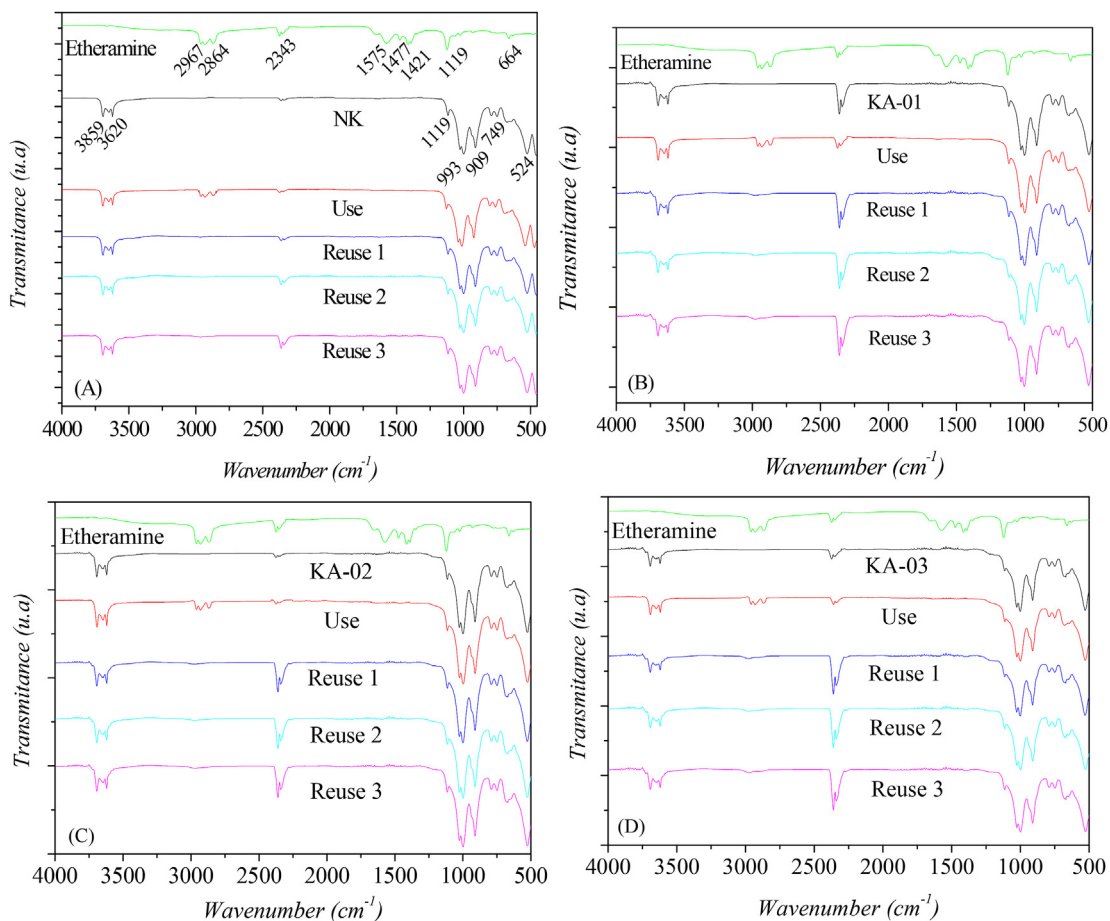 Transmitance (u.a)
Etheramine
2967
2864
2343
1575
1477
1421
1119
664
NK
3859
3620
1119
993
909
749
524
Use
Reuse 1
Reuse 2
Reuse 3
(A)
4000 3500 3000 2500 2000 1500 1000 500
Wavenumber (cm⁻¹)
Transmitance (u.a)
Etheramine
KA-01
Use
Reuse 1
Reuse 2
Reuse 3
(B)
4000 3500 3000 2500 2000 1500 1000 500
Wavenumber (cm⁻¹)
Transmitance (u.a)
Etheramine
KA-02
Use
Reuse 1
Reuse 2
Reuse 3
(C)
4000 3500 3000 2500 2000 1500 1000 500
Wavenumber (cm⁻¹)
Transmitance (u.a)
Etheramine
KA-03
Use
Reuse 1
Reuse 2
Reuse 3
(D)
4000 3500 3000 2500 2000 1500 1000 500
Wavenumber (cm⁻¹)